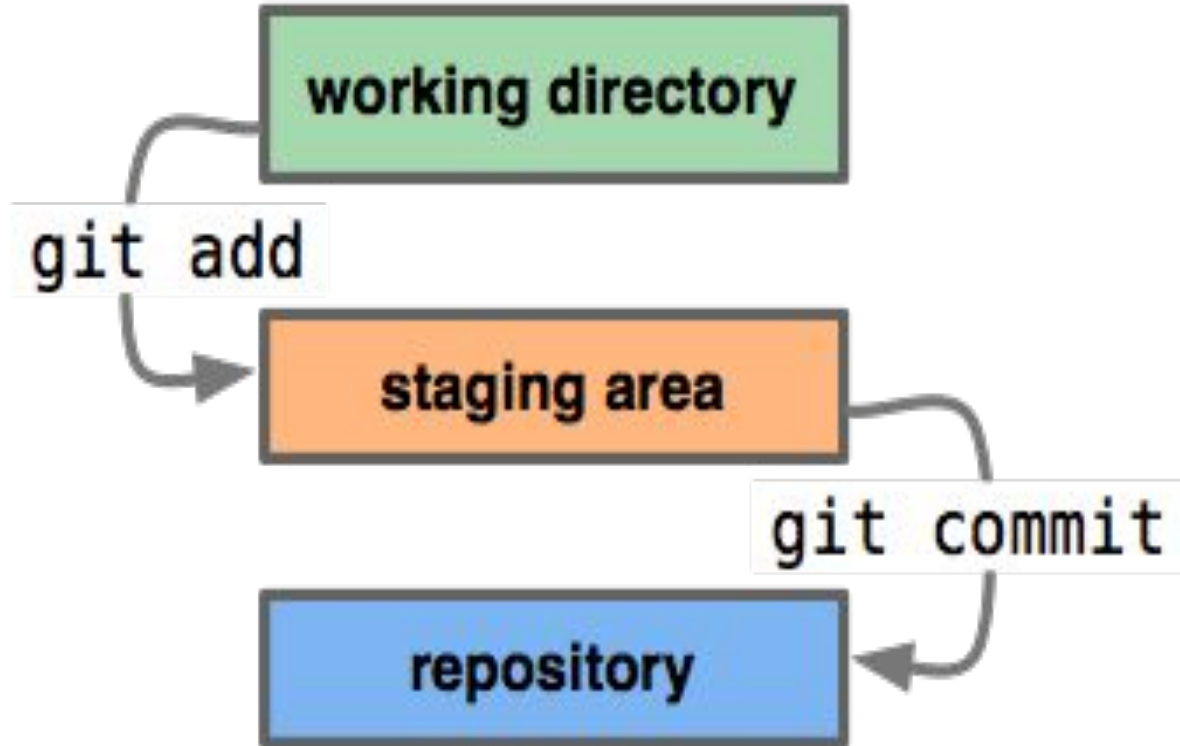 working directory
git add
staging area
git commit
repository